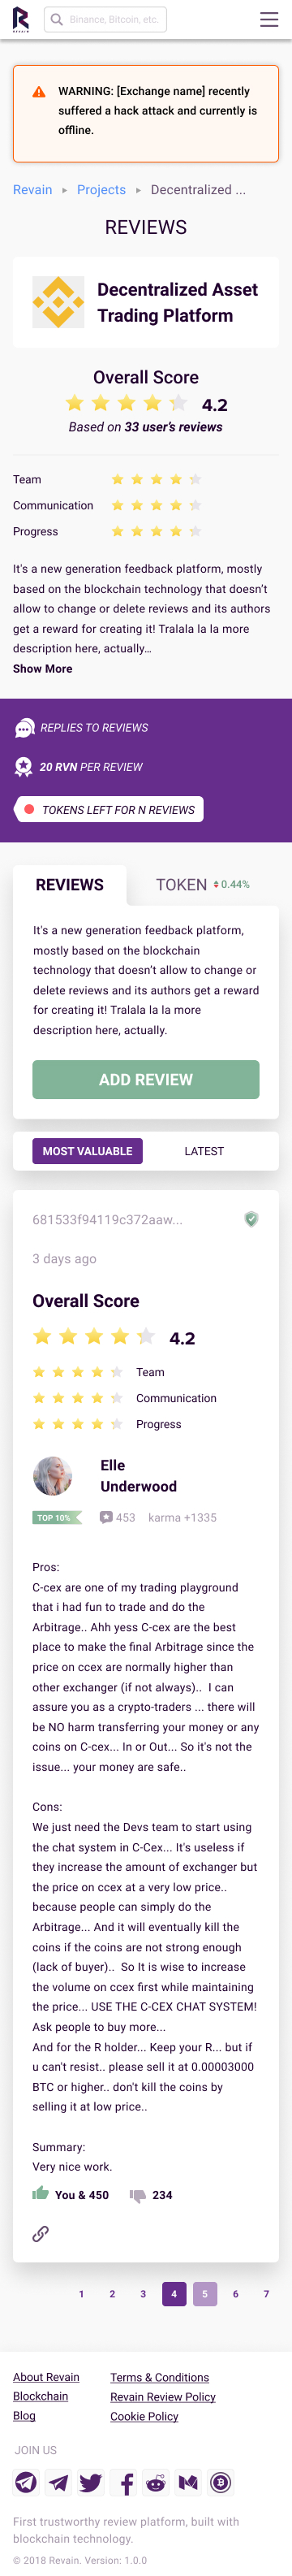 REVAIN
Binance, Bitcoin, etc.
WARNING: [Exchange name] recently
suffered a hack attack and currently is
offline.
Revain ▸ Projects ▸ Decentralized ...
REVIEWS
Decentralized Asset
Trading Platform
Overall Score
4.2
Based on 33 user's reviews
Team
Communication
Progress
It's a new generation feedback platform, mostly
based on the blockchain technology that doesn't
allow to change or delete reviews and its authors
get a reward for creating it! Tralala la la more
description here, actually…
Show More
REPLIES TO REVIEWS
20 RVN PER REVIEW
TOKENS LEFT FOR N REVIEWS
REVIEWS
TOKEN 0.44%
It's a new generation feedback platform,
mostly based on the blockchain
technology that doesn't allow to change or
delete reviews and its authors get a reward
for creating it! Tralala la la more
description here, actually.
ADD REVIEW
MOST VALUABLE
LATEST
681533f94119c372aaw...
3 days ago
Overall Score
4.2
Team
Communication
Progress
Elle
Underwood
TOP 10%
453
karma +1335
Pros:
C-cex are one of my trading playground
that i had fun to trade and do the
Arbitrage.. Ahh yess C-cex are the best
place to make the final Arbitrage since the
price on ccex are normally higher than
other exchanger (if not always).. I can
assure you as a crypto-traders ... there will
be NO harm transferring your money or any
coins on C-cex... In or Out... So it's not the
issue... your money are safe..
Cons:
We just need the Devs team to start using
the chat system in C-Cex... It's useless if
they increase the amount of exchanger but
the price on ccex at a very low price..
because people can simply do the
Arbitrage... And it will eventually kill the
coins if the coins are not strong enough
(lack of buyer).. So It is wise to increase
the volume on ccex first while maintaining
the price... USE THE C-CEX CHAT SYSTEM!
Ask people to buy more...
And for the R holder... Keep your R... but if
u can't resist.. please sell it at 0.00003000
BTC or higher.. don't kill the coins by
selling it at low price..
Summary:
Very nice work.
You & 450
234
1 2 3 4 5 6 7
About Revain
Blockchain
Blog
Terms & Conditions
Revain Review Policy
Cookie Policy
JOIN US
First trustworthy review platform, built with
blockchain technology.
© 2018 Revain. Version: 1.0.0